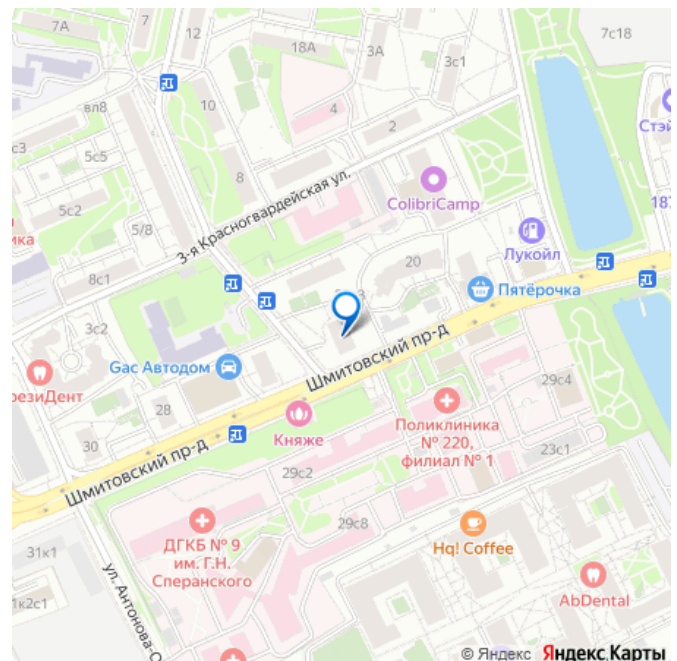 7А
7
12
18А
3А
3с1
7с18
вл8
10
4
2
Стэй
с3
5с5
8
3-я Красногвардейская ул.
ColibriCamp
187
5с2
5/8
Лукойл
ика
8с1
20
Пятёрочка
3с2
Шмитовский пр-д
Gac Автодом
резиДент
28
Княже
29с4
Поликлиника
№ 220,
филиал № 1
30
Шмитовский пр-д
29с2
23с1
29с8
ДГКБ № 9
им. Г.Н.
Сперанского
Hq! Coffee
31к1
ул. Антонова-О
1к2с1
AbDental
© Яндекс Яндекс Карты